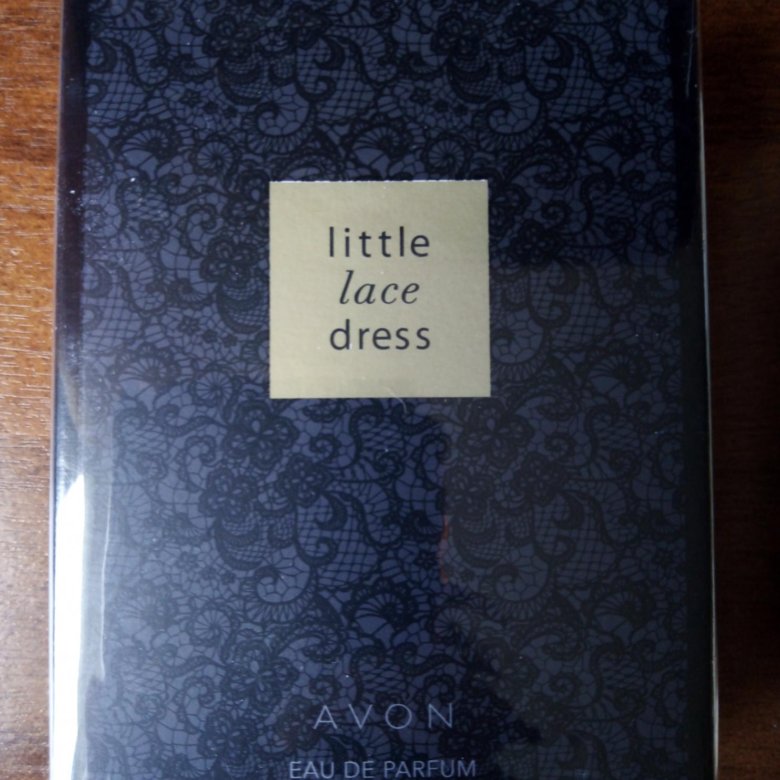 little
lace
dress
AVON
EAU DE PARFUM